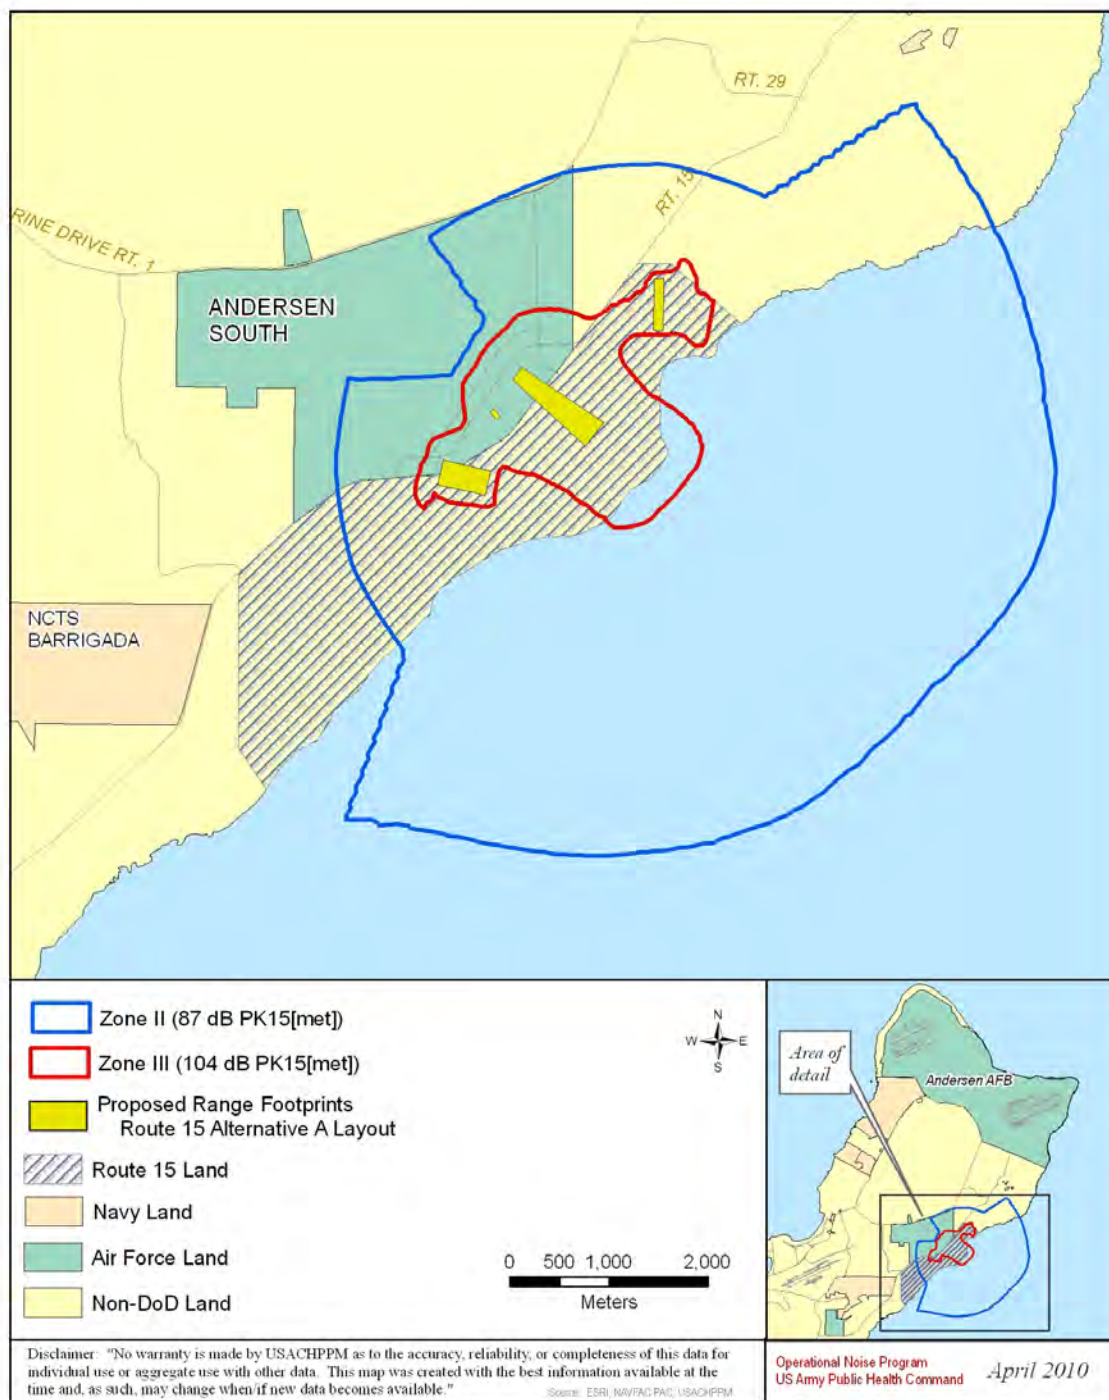 RT. 29
RT. 15
RINE DRIVE RT. 1
ANDERSEN
SOUTH
NCTS
BARRIGADA
Zone II (87 dB PK15[met])
Zone III (104 dB PK15[met])
Proposed Range Footprints
Route 15 Alternative A Layout
Route 15 Land
Navy Land
Air Force Land
Non-DoD Land
N
W E
S
0 500 1,000 2,000
Meters
Area of
detail
Andersen AFB
Disclaimer: "No warranty is made by USACHPPM as to the accuracy, reliability, or completeness of this data for
individual use or aggregate use with other data. This map was created with the best information available at the
time and, as such, may change when/if new data becomes available."
Source: ESRI, NAVFAC PAC, USACHPPM
Operational Noise Program
US Army Public Health Command
April 2010